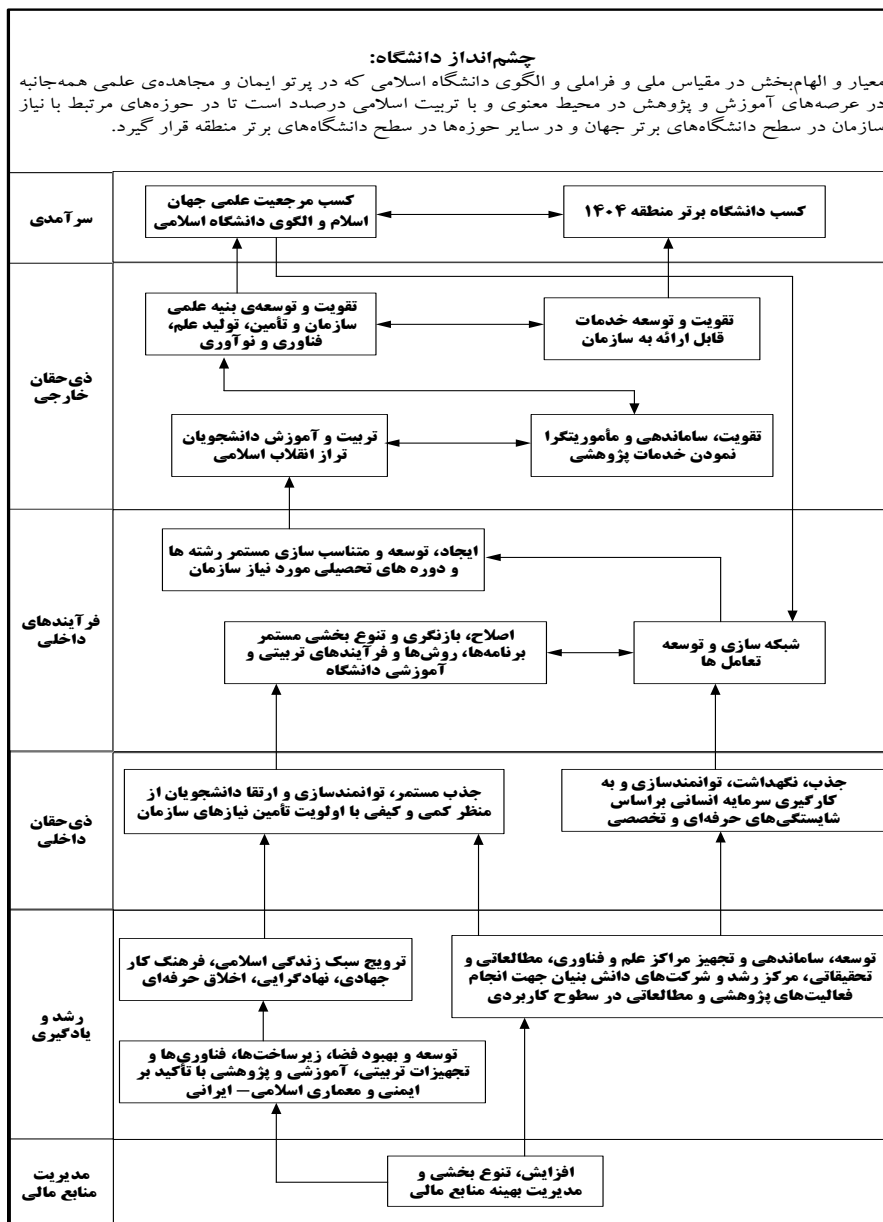 چشم‌انداز دانشگاه:
معیار و الهام‌بخش در مقیاس ملی و فراملی و الگوی دانشگاه اسلامی که در پرتو ایمان و مجاهده‌ی علمی همه‌جانبه
در عرصه‌های آموزش و پژوهش در محیط معنوی و با تربیت اسلامی درصدد است تا در حوزه‌های مرتبط با نیاز
سازمان در سطح دانشگاه‌های برتر جهان و در سایر حوزه‌ها در سطح دانشگاه‌های برتر منطقه قرار گیرد.
سرآمدی
کسب دانشگاه برتر منطقه ۱۴۰۴
کسب مرجعیت علمی جهان
اسلام و الگوی دانشگاه اسلامی
ذی‌حقان
خارجی
تقویت و توسعه خدمات
قابل ارائه به سازمان
تقویت و توسعه‌ی بنیه علمی
سازمان و تأمین، تولید علم،
فناوری و نوآوری
تقویت، ساماندهی و مأموریتگرا
نمودن خدمات پژوهشی
تربیت و آموزش دانشجویان
تراز انقلاب اسلامی
فرآیندهای
داخلی
ایجاد، توسعه و متناسب سازی مستمر رشته ها
و دوره های تحصیلی مورد نیاز سازمان
شبکه سازی و توسعه
تعامل ها
اصلاح، بازنگری و تنوع بخشی مستمر
برنامه‌ها، روش‌ها و فرآیندهای تربیتی و
آموزشی دانشگاه
ذی‌حقان
داخلی
جذب، نگهداشت، توانمندسازی و به
کارگیری سرمایه انسانی براساس
شایستگی‌های حرفه‌ای و تخصصی
جذب مستمر، توانمندسازی و ارتقا دانشجویان از
منظر کمی و کیفی با اولویت تأمین نیازهای سازمان
رشد و
یادگیری
توسعه، ساماندهی و تجهیز مراکز علم و فناوری، مطالعاتی و
تحقیقاتی، مرکز رشد و شرکت‌های دانش بنیان جهت انجام
فعالیت‌های پژوهشی و مطالعاتی در سطوح کاربردی
ترویج سبک زندگی اسلامی، فرهنگ کار
جهادی، نهادگرایی، اخلاق حرفه‌ای
توسعه و بهبود فضا، زیرساخت‌ها، فناوری‌ها و
تجهیزات تربیتی، آموزشی و پژوهشی با تأکید بر
ایمنی و معماری اسلامی– ایرانی
مدیریت
منابع مالی
افزایش، تنوع بخشی و
مدیریت بهینه منابع مالی